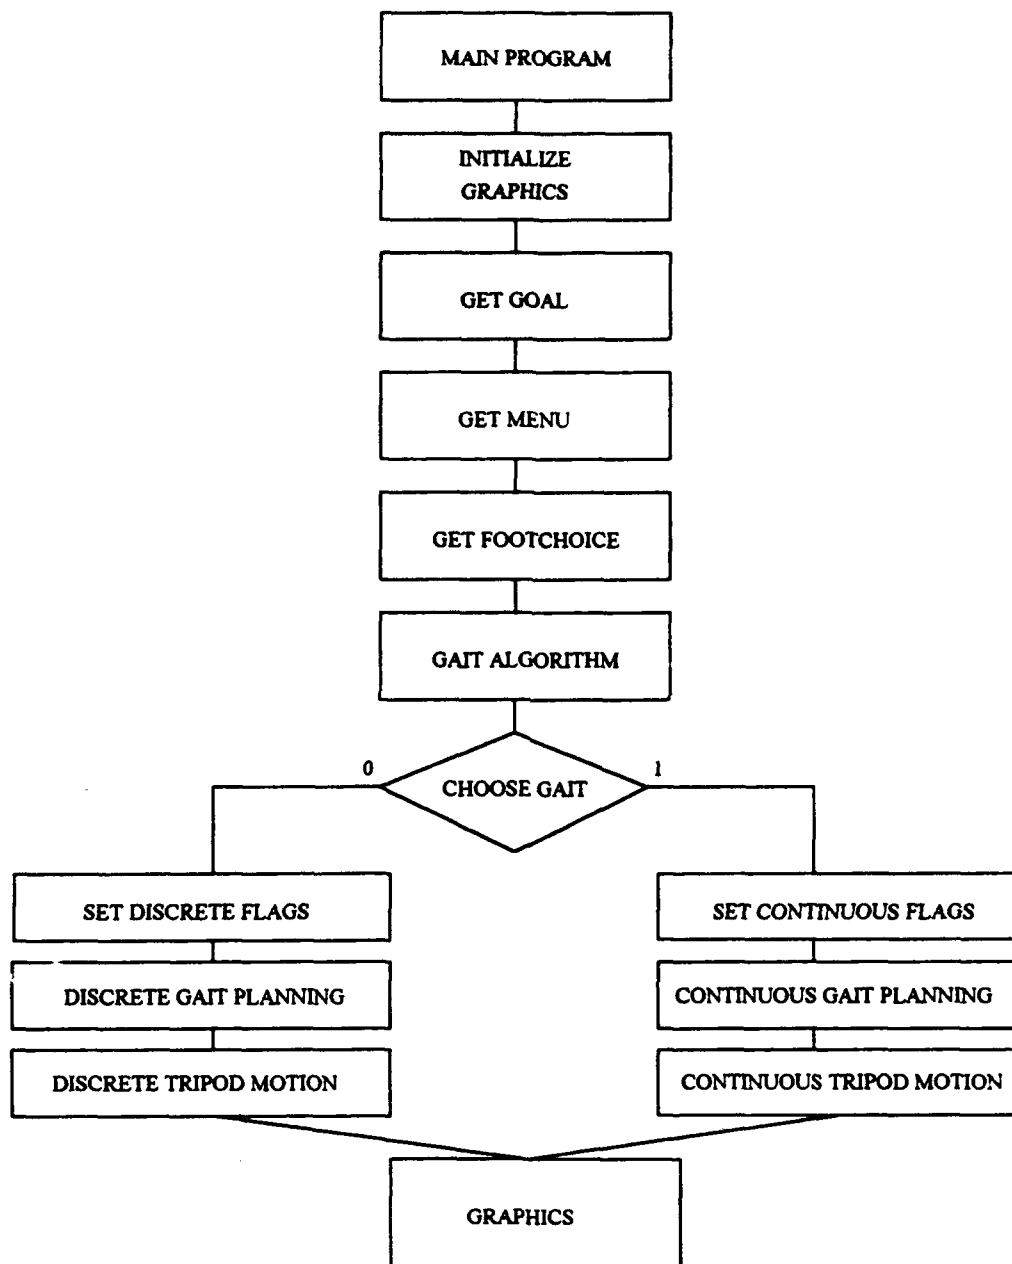 MAIN PROGRAM
INITIALIZE
GRAPHICS
GET GOAL
GET MENU
GET FOOTCHOICE
GAIT ALGORITHM
0
1
CHOOSE GAIT
SET DISCRETE FLAGS
SET CONTINUOUS FLAGS
DISCRETE GAIT PLANNING
CONTINUOUS GAIT PLANNING
DISCRETE TRIPOD MOTION
CONTINUOUS TRIPOD MOTION
GRAPHICS